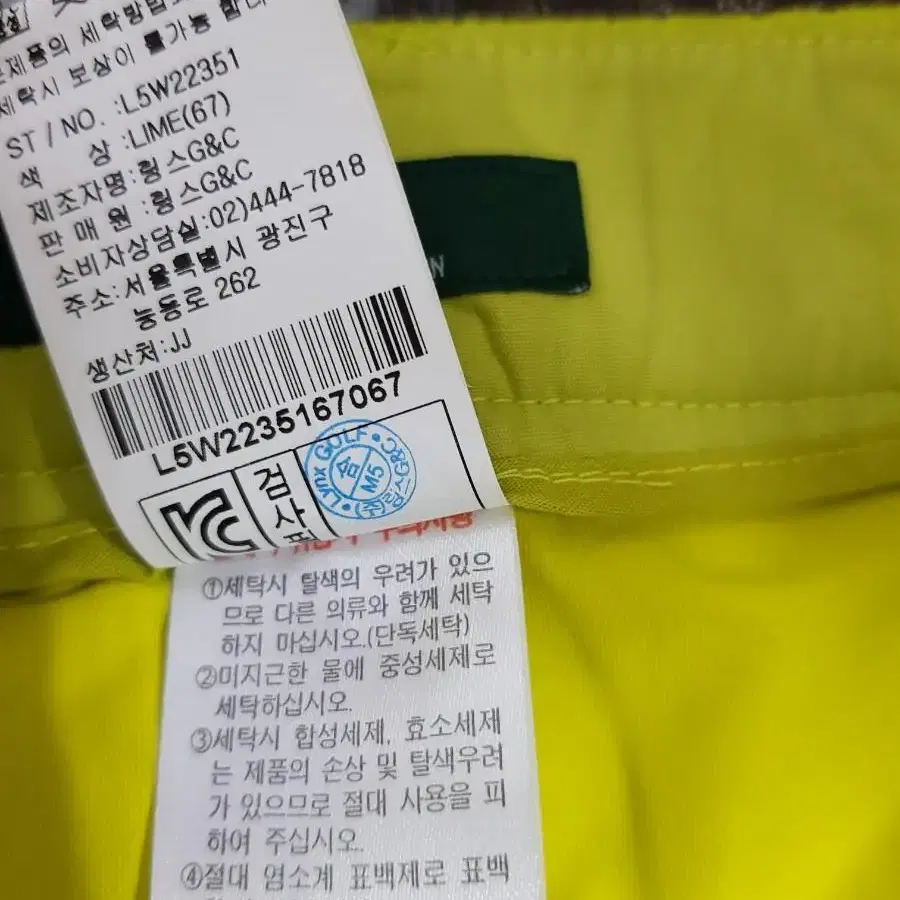 제품의 세탁방법
세탁시 보상이 불가능 합니다
ST / NO. :L5W22351
색 상 :LIME(67)
제조자명:링스G&C
판 매 원 :링스G&C
소비자상담실:02)444-7818
주소:서울특별시 광진구
능동로 262
생산처:JJ
L5W2235167067
검사필
Lynx GOLF
솜
M5
(주)링스G&C
N
①세탁시 탈색의 우려가 있으
므로 다른 의류와 함께 세탁
하지 마십시오.(단독세탁)
②미지근한 물에 중성세제로
세탁하십시오.
③세탁시 합성세제, 효소세제
는 제품의 손상 및 탈색우려
가 있으므로 절대 사용을 피
하여 주십시오.
④절대 염소계 표백제로 표백